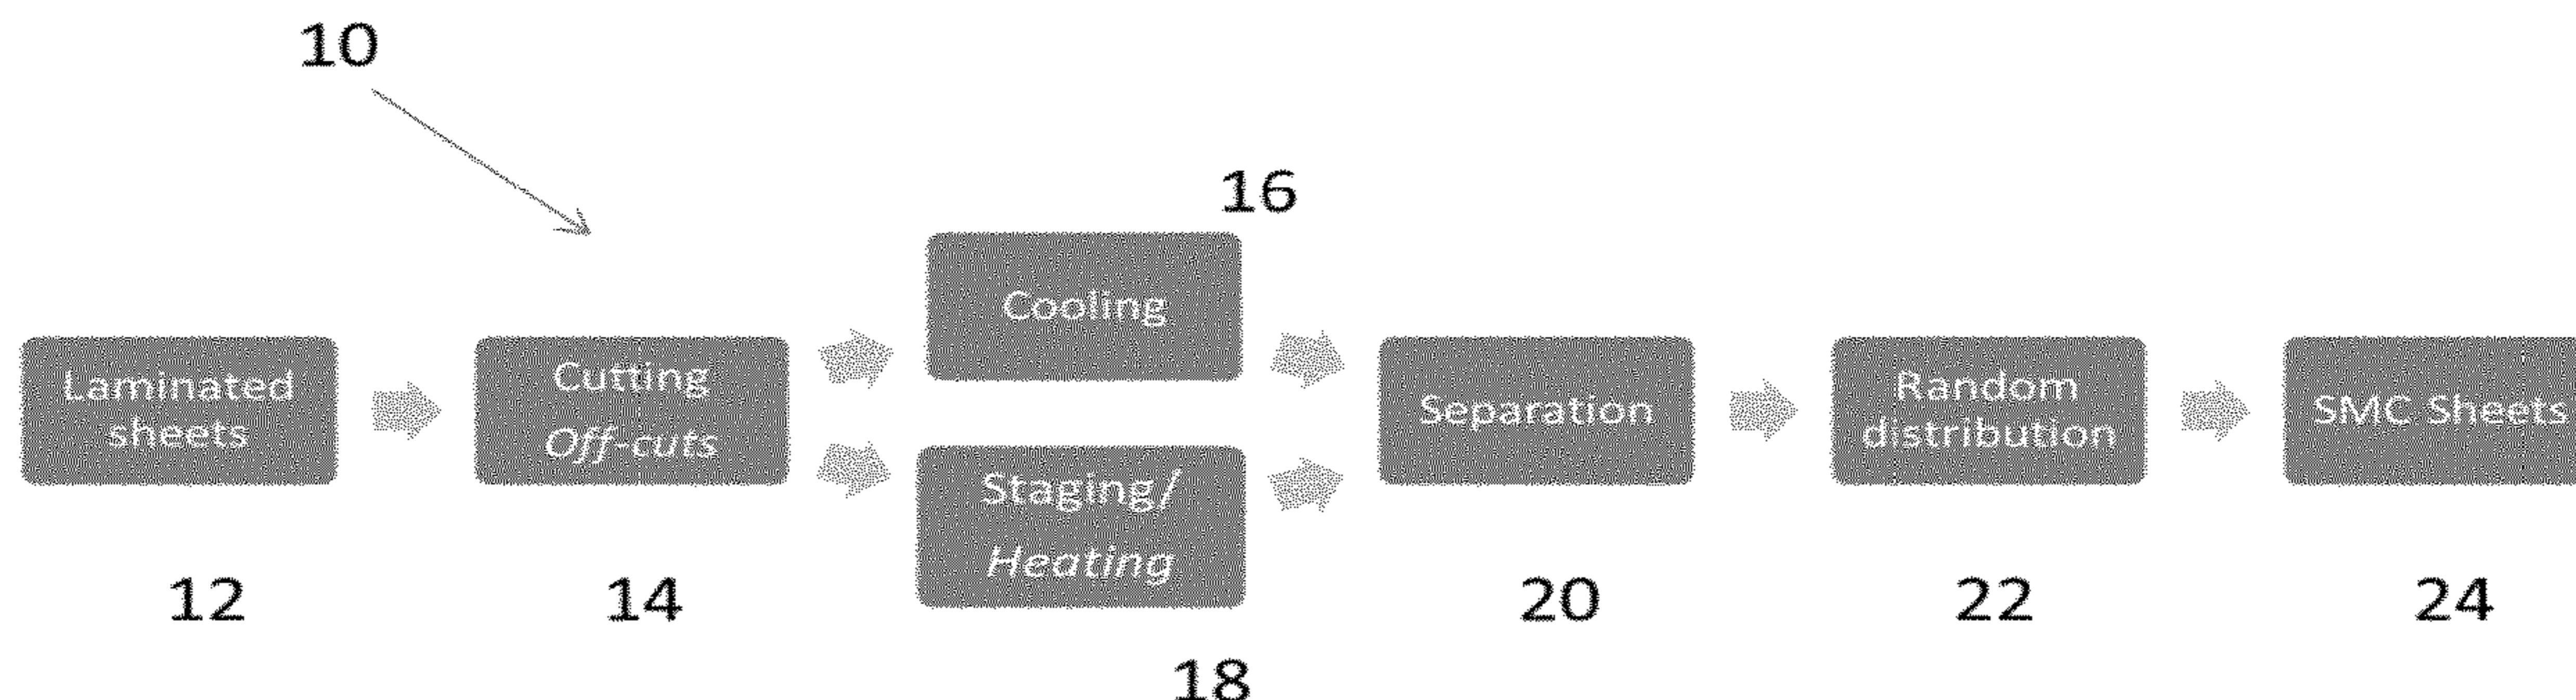 10
16
Cooling
Laminated
sheets
Cutting
Off-cuts
Separation
Random
distribution
SMC Sheets
Staging/
Heating
12
14
20
22
24
18